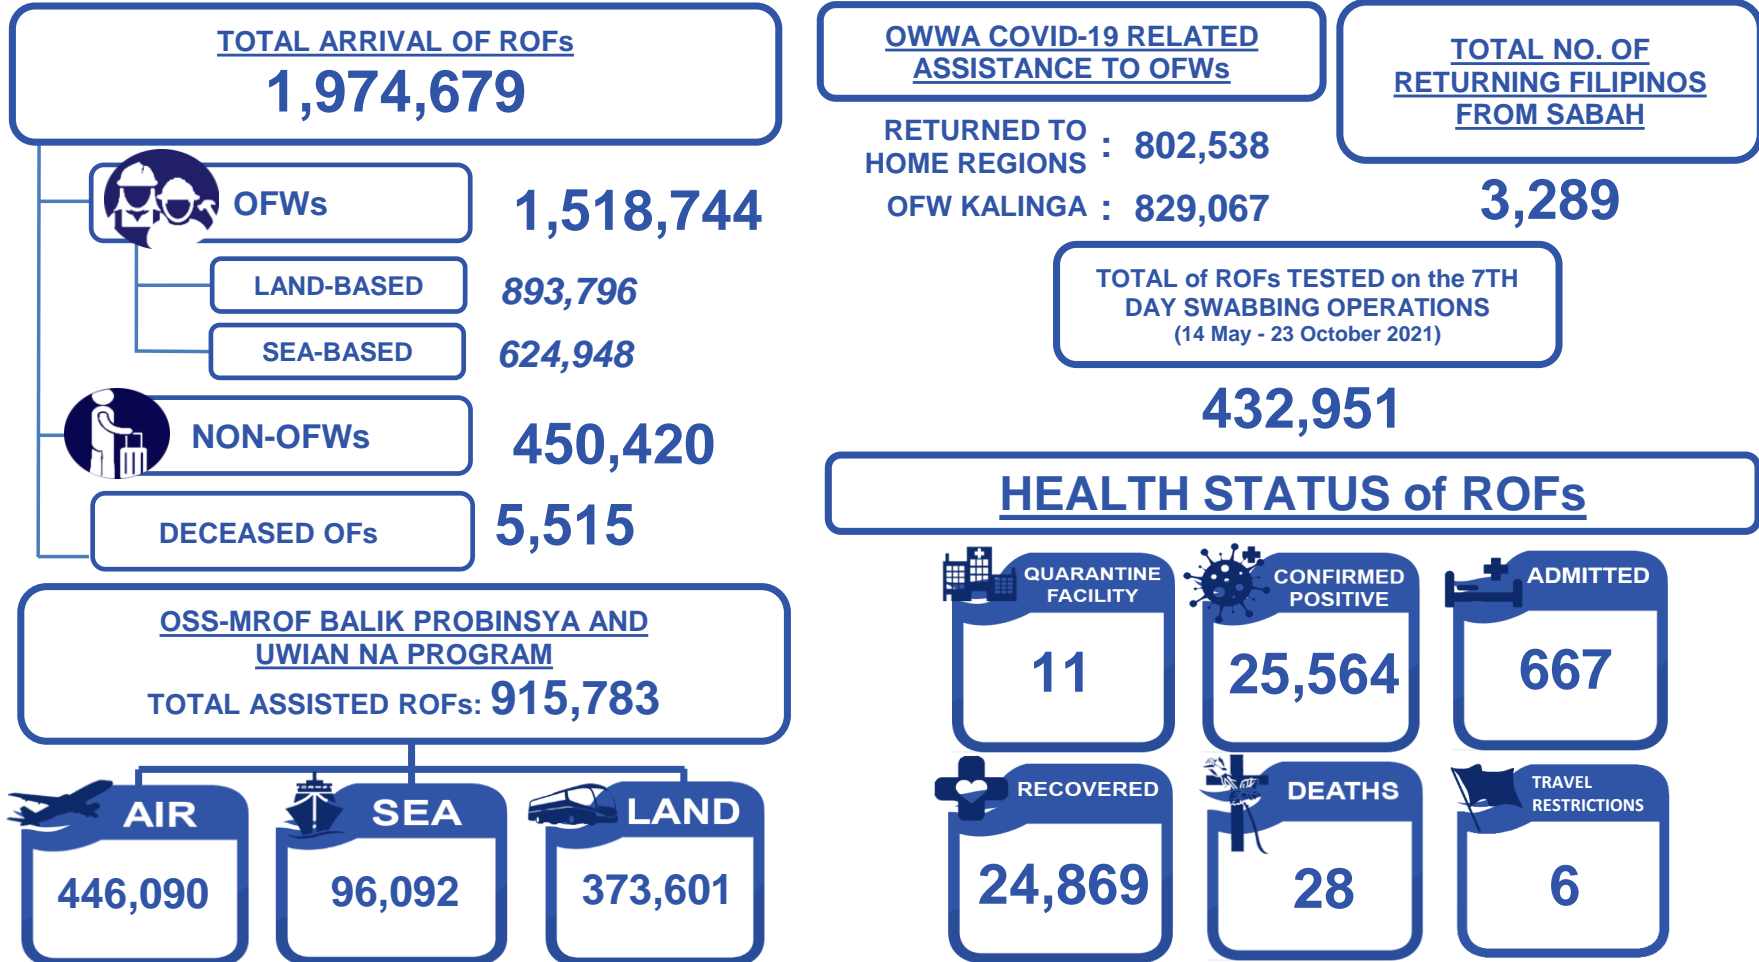 TOTAL ARRIVAL OF ROFs
1,974,679
OFWs
1,518,744
LAND-BASED
893,796
SEA-BASED
624,948
NON-OFWs
450,420
DECEASED OFs
5,515
OSS-MROF BALIK PROBINSYA AND
UWIAN NA PROGRAM
TOTAL ASSISTED ROFs: 915,783
AIR
446,090
SEA
96,092
LAND
373,601
OWWA COVID-19 RELATED
ASSISTANCE TO OFWs
RETURNED TO
HOME REGIONS : 802,538
OFW KALINGA : 829,067
TOTAL NO. OF
RETURNING FILIPINOS
FROM SABAH
3,289
TOTAL of ROFs TESTED on the 7TH
DAY SWABBING OPERATIONS
(14 May - 23 October 2021)
432,951
HEALTH STATUS of ROFs
QUARANTINE
FACILITY
11
CONFIRMED
POSITIVE
25,564
ADMITTED
667
RECOVERED
24,869
DEATHS
28
TRAVEL
RESTRICTIONS
6